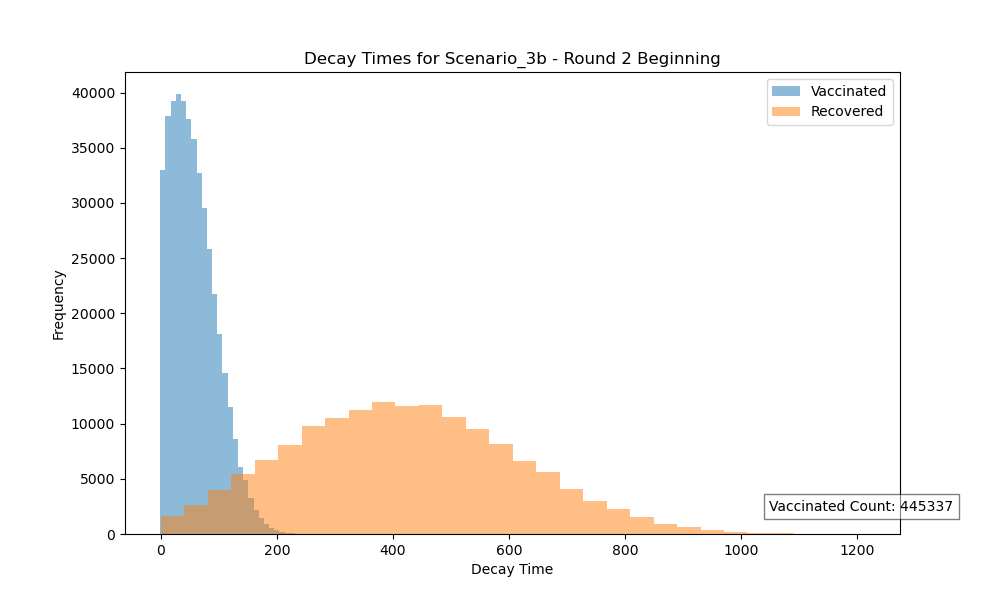 Decay Times for Scenario_3b - Round 2 Beginning
Vaccinated
Recovered
Frequency
40000
35000
30000
25000
20000
15000
10000
5000
0
Vaccinated Count: 445337
0 200 400 600 800 1000 1200
Decay Time